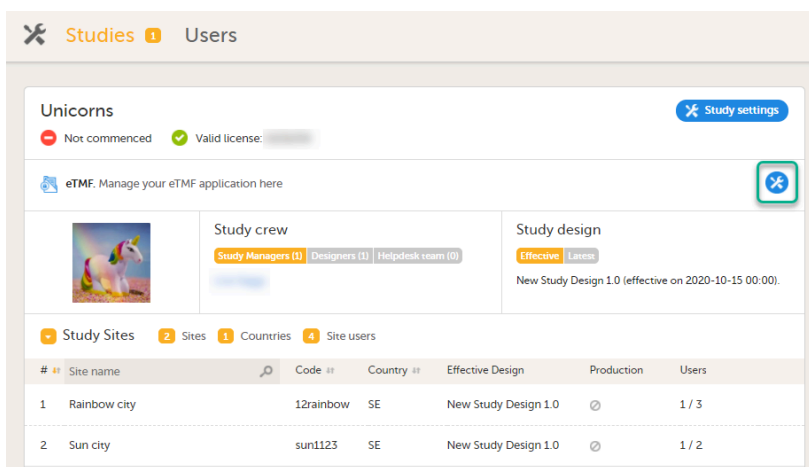 Studies 1 Users
Unicorns
Study settings
Not commenced Valid license:
eTMF. Manage your eTMF application here
Study crew
Study Managers (1) Designers (1) Helpdesk team (0)
Study design
Effective Latest
New Study Design 1.0 (effective on 2020-10-15 00:00).
Study Sites 2 Sites 1 Countries 4 Site users
# Site name Code Country Effective Design Production Users
1 Rainbow city 12rainbow SE New Study Design 1.0 1 / 3
2 Sun city sun1123 SE New Study Design 1.0 1 / 2